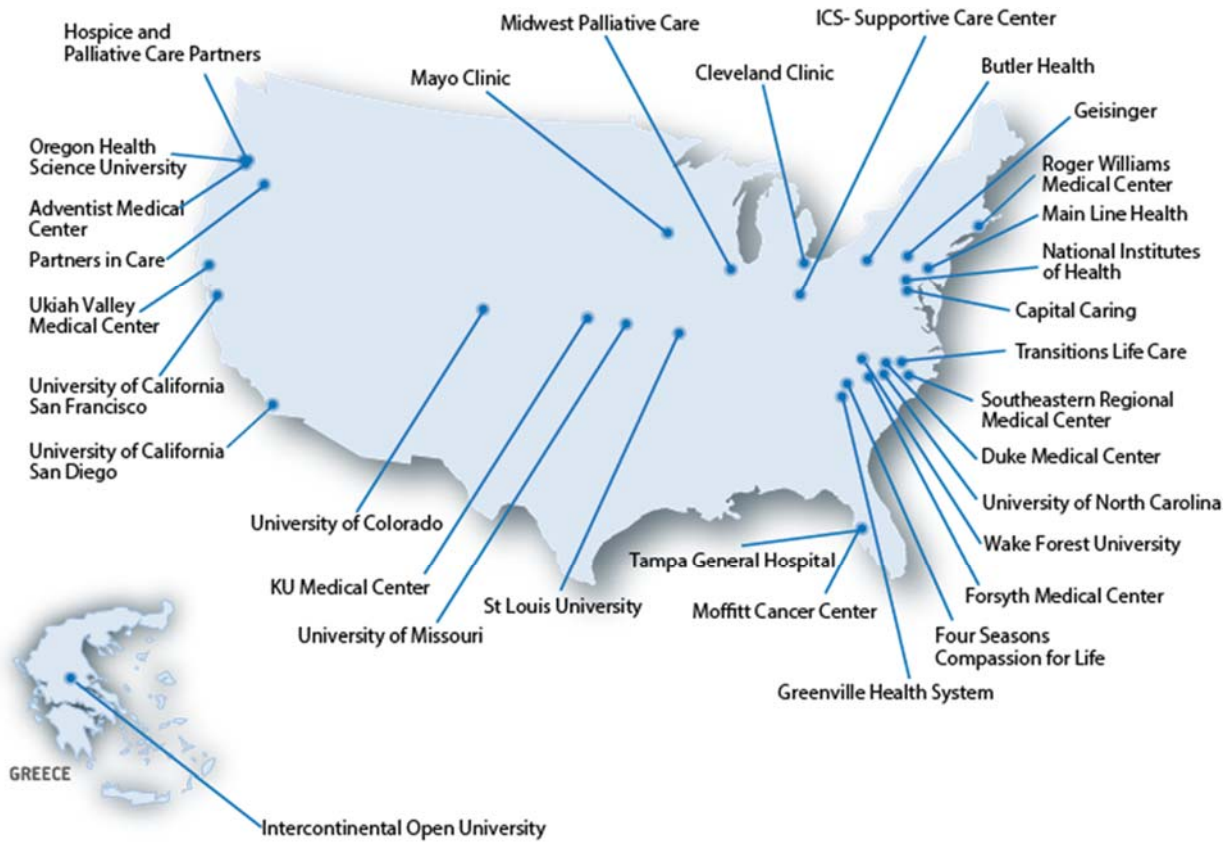 Hospice and
Palliative Care Partners
Midwest Palliative Care
ICS- Supportive Care Center
Mayo Clinic
Cleveland Clinic
Butler Health
Geisinger
Oregon Health
Science University
Roger Williams
Medical Center
Adventist Medical
Center
Main Line Health
Partners in Care
National Institutes
of Health
Ukiah Valley
Medical Center
Capital Caring
Transitions Life Care
University of California
San Francisco
Southeastern Regional
Medical Center
University of California
San Diego
Duke Medical Center
University of North Carolina
University of Colorado
Wake Forest University
Tampa General Hospital
KU Medical Center
Forsyth Medical Center
St Louis University
Moffitt Cancer Center
University of Missouri
Four Seasons
Compassion for Life
Greenville Health System
GREECE
Intercontinental Open University